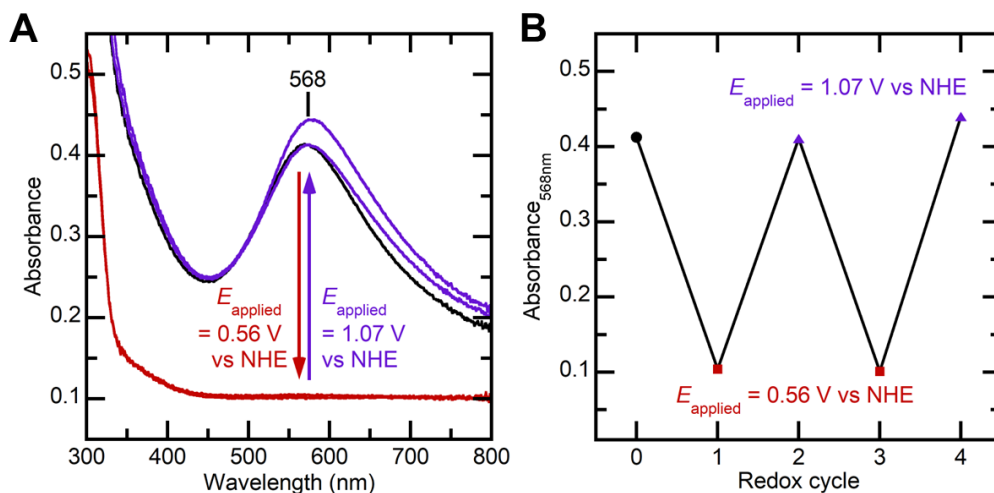 A
0.5
0.4
0.3
0.2
0.1
Absorbance
568
E applied
= 0.56 V
vs NHE
E applied
= 1.07 V
vs NHE
300 400 500 600 700 800
Wavelength (nm)
B
0.5
0.4
0.3
0.2
0.1
Absorbance568nm
Eapplied = 1.07 V vs NHE
Eapplied = 0.56 V vs NHE
0 1 2 3 4
Redox cycle